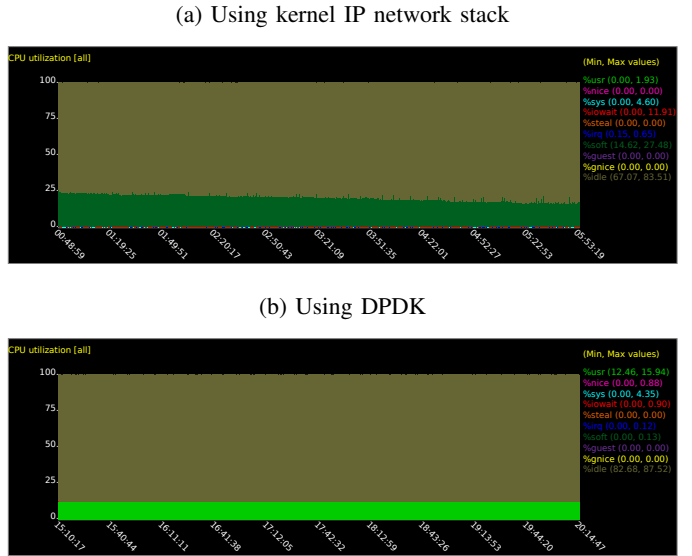 (a) Using kernel IP network stack
CPU utilization [all]
(Min, Max values)
%usr (0.00, 1.93)
%nice (0.00, 0.00)
%sys (0.00, 4.60)
%iowait (0.00, 11.91)
%steal (0.00, 0.00)
%irq (0.15, 0.65)
%soft (14.62, 27.48)
%guest (0.00, 0.00)
%gnice (0.00, 0.00)
%idle (67.07, 83.51)
100
75
50
25
0
00:48:59 01:19:25 01:49:51 02:20:17 02:50:43 03:21:09 03:51:35 04:22:01 04:52:27 05:22:53 05:53:19
(b) Using DPDK
CPU utilization [all]
(Min, Max values)
%usr (12.46, 15.94)
%nice (0.00, 0.88)
%sys (0.00, 4.35)
%iowait (0.00, 0.90)
%steal (0.00, 0.00)
%irq (0.00, 0.12)
%soft (0.00, 0.13)
%guest (0.00, 0.00)
%gnice (0.00, 0.00)
%idle (82.68, 87.52)
100
75
50
25
0
15:10:17 15:40:44 16:11:11 16:41:38 17:12:05 17:42:32 18:12:59 18:43:26 19:13:53 19:44:20 20:14:47